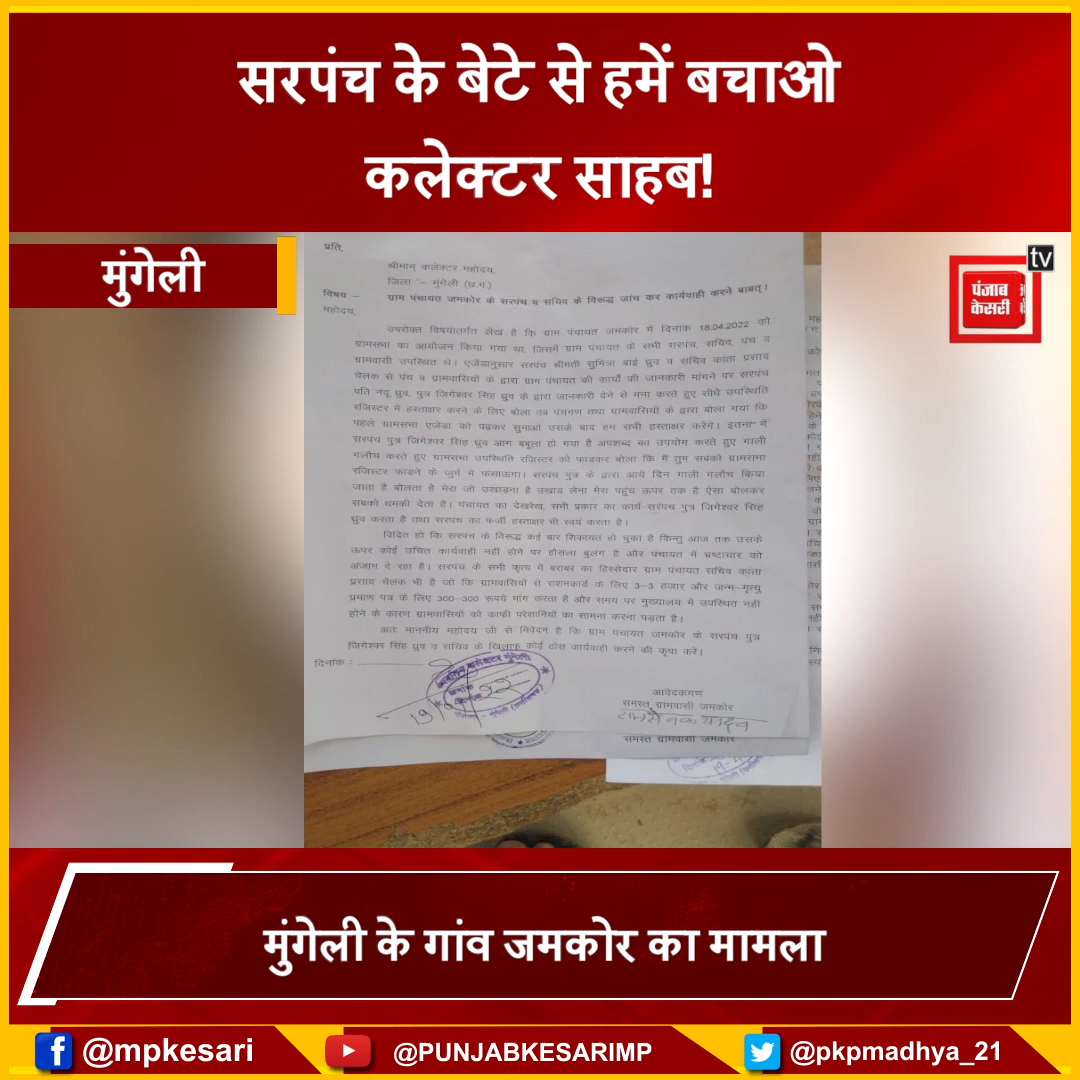 सरपंच के बेटे से हमें बचाओ
कलेक्टर साहब!
मुंगेली
tv
पंजाब
केसरी
प्रति,
श्रीमान् कलेक्टर महोदय,
जिला – मुंगेली (छ.ग.)
विषय – ग्राम पंचायत जमकोर के सरपंच व सचिव के विरूद्ध जांच कर कार्यवाही करने बाबत्।
महोदय,
उपरोक्त विषयांतर्गत लेख है कि ग्राम पंचायत जमकोर में दिनांक 18.04.2022 को
ग्रामसभा का आयोजन किया गया था, जिसमें ग्राम पंचायत के सभी सरपंच, सचिव, पंच व
ग्रामवासी उपस्थित थे। एजेंडानुसार सरपंच श्रीमती सुमित्रा बाई ध्रुव व सचिव कांता प्रसाद
चेलक से पंच व ग्रामवासियों के द्वारा ग्राम पंचायत की कार्यों की जानकारी मांगने पर सरपंच
पति नंदू ध्रुव, पुत्र जिगेश्वर सिंह ध्रुव के द्वारा जानकारी देने से मना करते हुए सीधे उपस्थिति
रजिस्टर में हस्ताक्षर करने के लिए बोला तब पंचगण तथा ग्रामवासियों के द्वारा बोला गया कि
पहले ग्रामसभा एजेंडा को पढ़कर सुनाओ उसके बाद हम सभी हस्ताक्षर करेंगे। इतना में
सरपंच पुत्र जिगेश्वर सिंह ध्रुव आग बबूला हो गया है अपशब्द का उपयोग करते हुए गाली
गलौच करते हुए ग्रामसभा उपस्थिति रजिस्टर को फाडकर बोला कि मैं तुम सबको ग्रामसभा
रजिस्टर फाडने के जुर्म में फसाऊंगा। सरपंच पुत्र के द्वारा आये दिन गाली गलौच किया
जाता है बोलता है मेरा जो उखाड़ना है उखाड लेना मेरा पहुंच ऊपर तक है ऐसा बोलकर
सबको धमकी देता है। पंचायत का देखरेख, सभी प्रकार का कार्य सरपंच पुत्र जिगेश्वर सिंह
ध्रुव करता है तथा सरपंच का फर्जी हस्ताक्षर भी स्वयं करता है।
विदित हो कि सरपंच के विरूद्ध कई बार शिकायत हो चुका है किन्तु आज तक उसके
ऊपर कोई उचित कार्यवाही नहीं होने पर हौसला बुलंग है और पंचायत में भ्रष्टाचार को
अंजाम दे रहा है। सरपंच के सभी कृत्य में बराबर का हिस्सेदार ग्राम पंचायत सचिव कांता
प्रसाद चेलक भी है जो कि ग्रामवासियों से राशनकार्ड के लिए 3–3 हजार और जन्म–मृत्यु
प्रमाण पत्र के लिए 300–300 रूपये मांग करता है और समय पर मुख्यालय में उपस्थित नहीं
होने के कारण ग्रामवासियों को काफी परेशानियों का सामना करना पड़ता है।
अतः माननीय महोदय जी से निवेदन है कि ग्राम पंचायत जमकोर के सरपंच पुत्र
जिगेश्वर सिंह ध्रुव व सचिव के खिलाफ कोई ठोस कार्यवाही करने की कृपा करें।
दिनांक :
आवेदकगण
समस्त ग्रामवासी जमकोर
रामसेवक यादव
समस्त ग्रामवासी जमकोर
मुंगेली के गांव जमकोर का मामला
@mpkesari
@PUNJABKESARIMP
@pkpmadhya_21